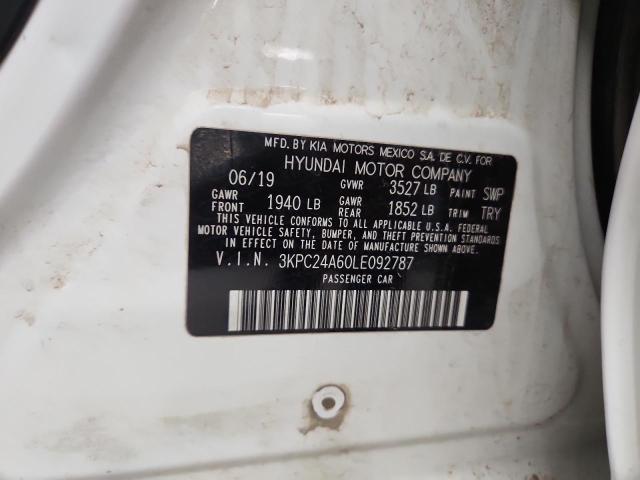 MFD. BY KIA MOTORS MEXICO S.A. DE C.V. FOR
HYUNDAI MOTOR COMPANY
06/19 GVWR 3527 LB PAINT SWP
GAWR FRONT 1940 LB GAWR REAR 1852 LB TRIM TRY
THIS VEHICLE CONFORMS TO ALL APPLICABLE U.S.A. FEDERAL
MOTOR VEHICLE SAFETY, BUMPER, AND THEFT PREVENTION STANDARDS
IN EFFECT ON THE DATE OF MANUFACTURE SHOWN ABOVE.
V.I.N. 3KPC24A60LE092787
PASSENGER CAR